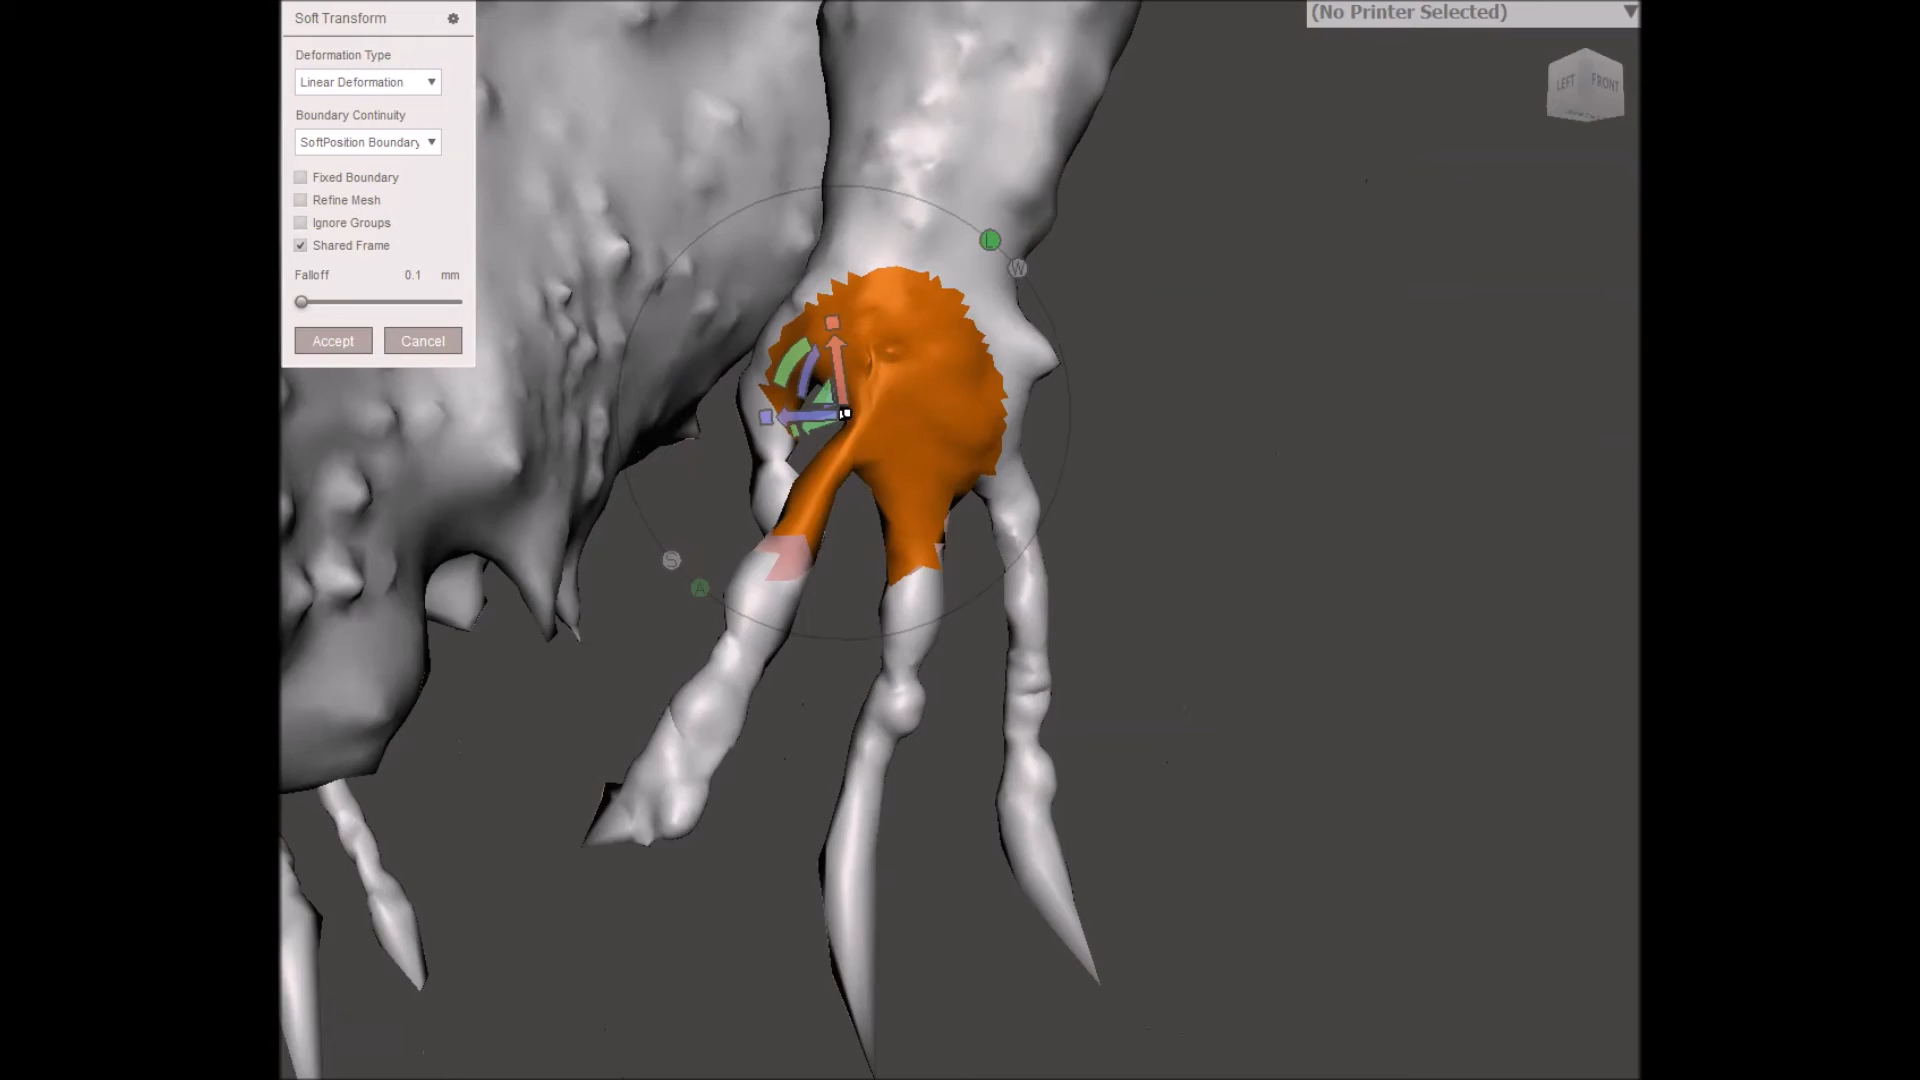 Soft Transform
(No Printer Selected)
Deformation Type
Linear Deformation
Boundary Continuity
SoftPosition Boundary
Fixed Boundary
Refine Mesh
Ignore Groups
Shared Frame
Falloff 0.1 mm
Accept Cancel
LEFT FRONT
L
W
S
A